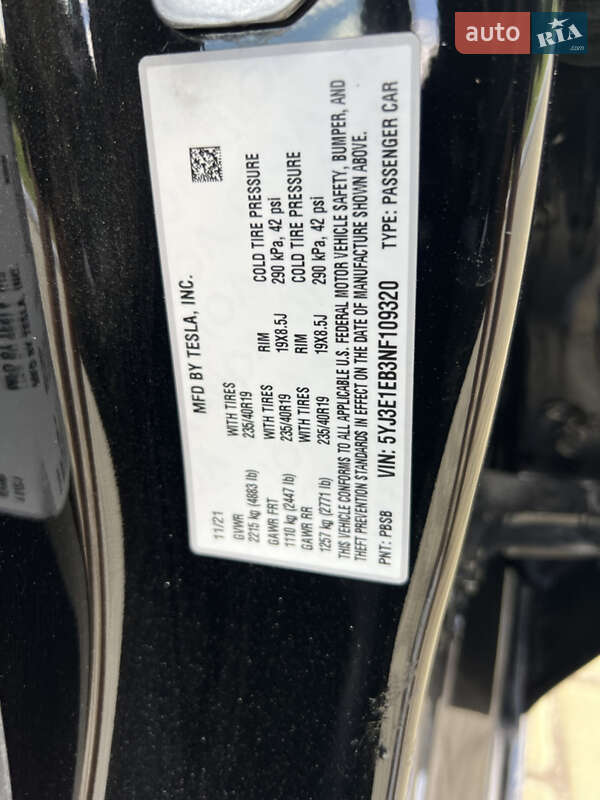 auto RIA.com
MFD BY TESLA, INC.
11/21
GVWR WITH TIRES RIM COLD TIRE PRESSURE
2215 kg (4883 lb) 235/40R19 19X8.5J 290 kPa, 42 psi
GAWR FRT WITH TIRES RIM COLD TIRE PRESSURE
1110 kg (2447 lb) 235/40R19 19X8.5J 290 kPa, 42 psi
GAWR RR WITH TIRES
1257 kg (2771 lb) 235/40R19
THIS VEHICLE CONFORMS TO ALL APPLICABLE U.S. FEDERAL MOTOR VEHICLE SAFETY, BUMPER, AND
THEFT PREVENTION STANDARDS IN EFFECT ON THE DATE OF MANUFACTURE SHOWN ABOVE.
VIN: 5YJ3E1EB3NF109320 TYPE: PASSENGER CAR
PNT: PBSB